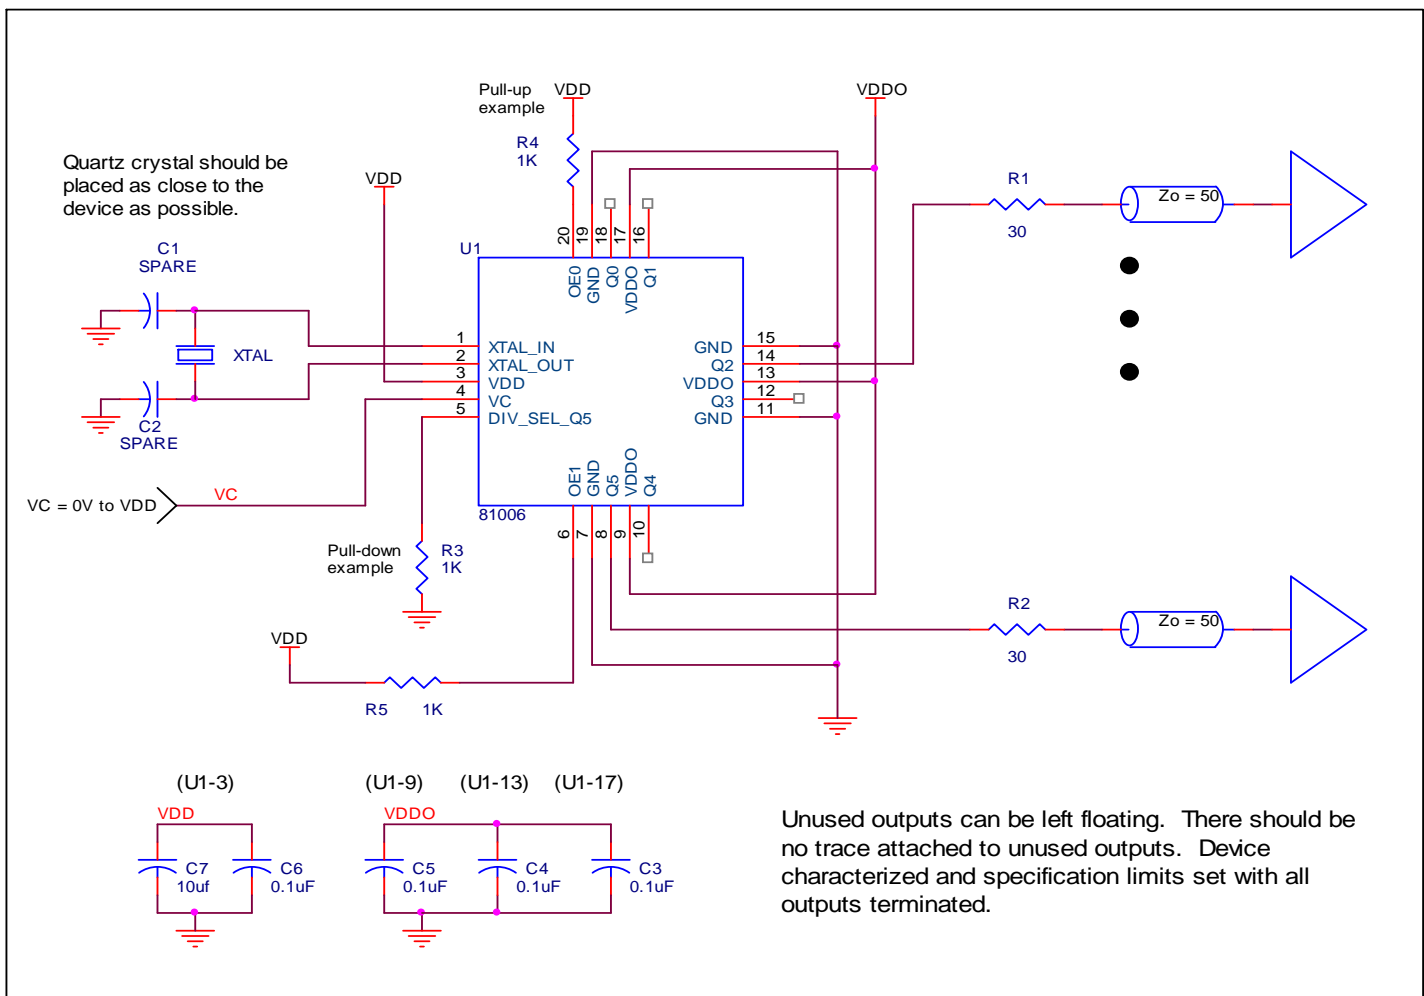 Pull-up
example
VDD
VDDO
R4
1K
Quartz crystal should be
placed as close to the
device as possible.
VDD
R1
30
Zo = 50
C1
SPARE
U1
20
19
18
17
16
OE0
GND
Q0
VDDO
Q1
XTAL
1
2
3
4
5
XTAL_IN
XTAL_OUT
VDD
VC
DIV_SEL_Q5
GND
Q2
VDDO
Q3
GND
15
14
13
12
11
C2
SPARE
OE1
GND
Q5
VDDO
Q4
VC = 0V to VDD
VC
81006
6
7
8
9
10
Pull-down
example
R3
1K
R2
30
Zo = 50
VDD
R5
1K
(U1-3)
(U1-9)
(U1-13)
(U1-17)
VDD
VDDO
C7
10uf
C6
0.1uF
C5
0.1uF
C4
0.1uF
C3
0.1uF
Unused outputs can be left floating. There should be
no trace attached to unused outputs. Device
characterized and specification limits set with all
outputs terminated.